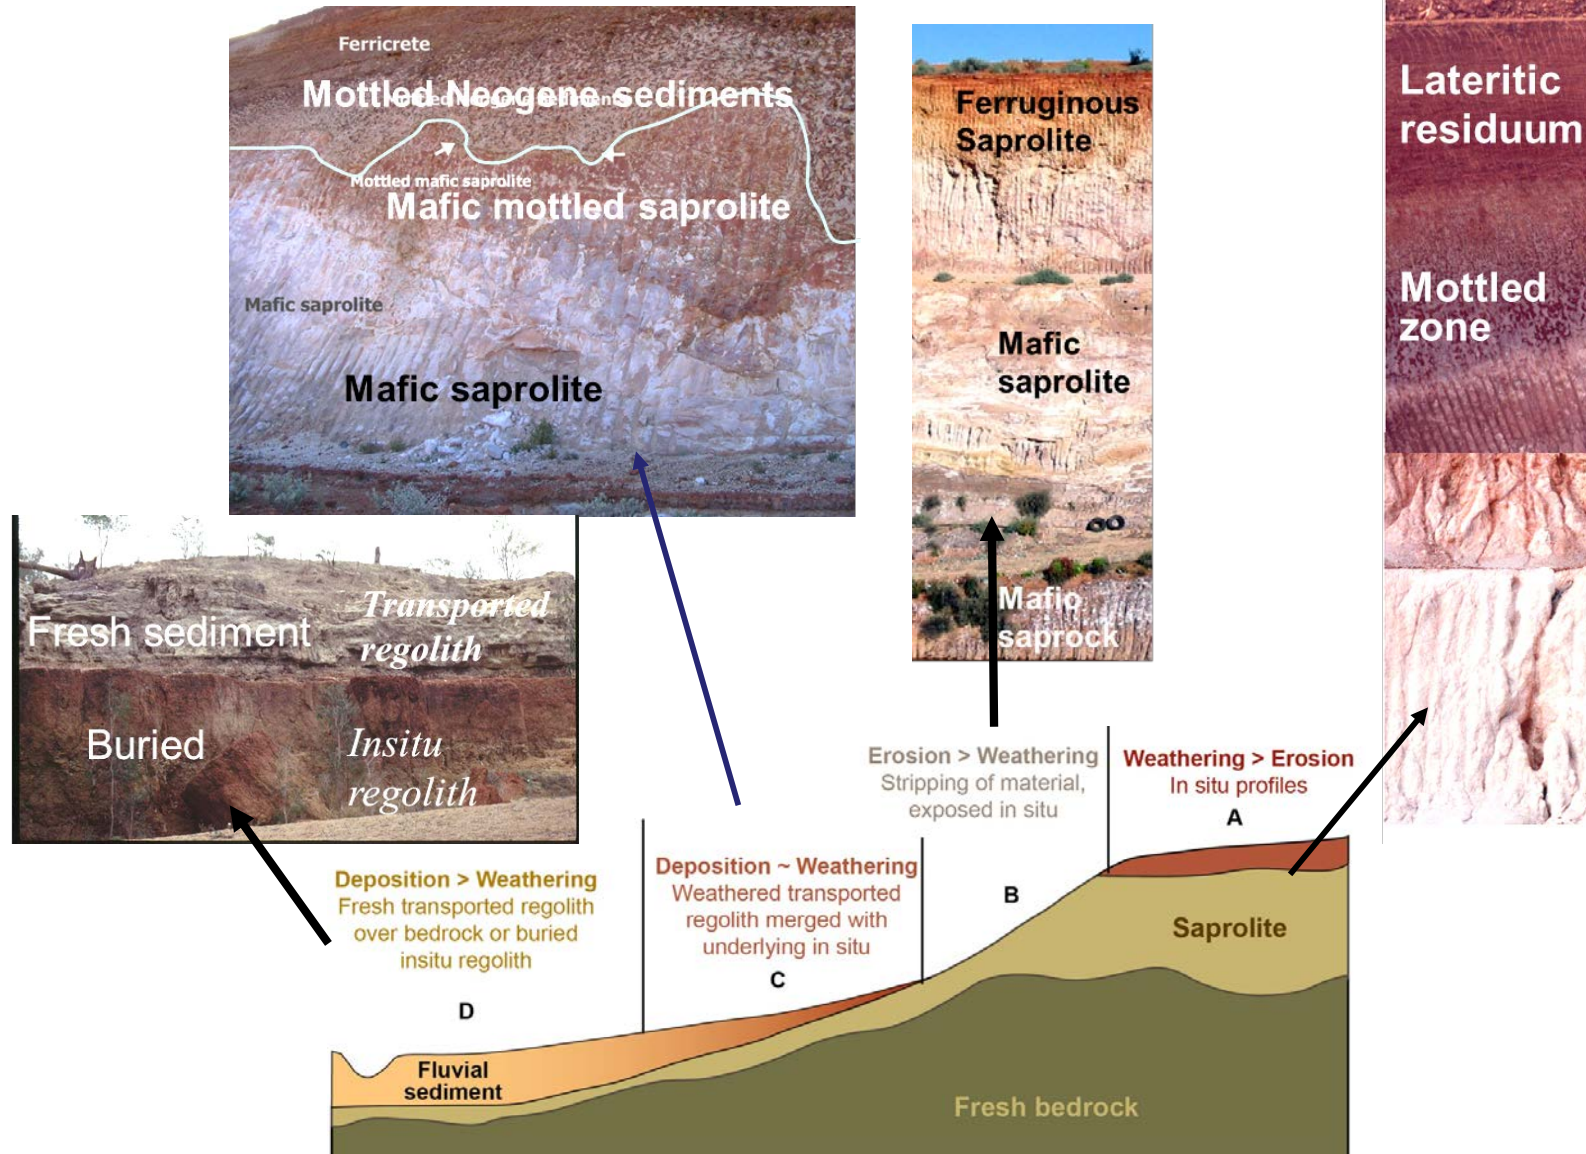 Ferricrete
Mottled Neogene sediments
Mottled Neogene sediments
Mottled mafic saprolite
Mafic mottled saprolite
Mafic saprolite
Mafic saprolite
Ferruginous
Saprolite
Mafic
saprolite
Mafic
saprock
Lateritic
residuum
Mottled
zone
Fresh sediment
Transported
regolith
Buried
Insitu
regolith
Erosion > Weathering
Stripping of material,
exposed in situ
B
Weathering > Erosion
In situ profiles
A
Deposition > Weathering
Fresh transported regolith
over bedrock or buried
insitu regolith
D
Deposition ~ Weathering
Weathered transported
regolith merged with
underlying in situ
C
Saprolite
Fluvial
sediment
Fresh bedrock